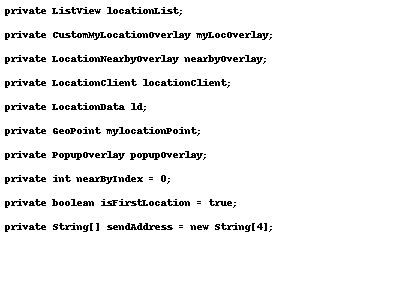 private ListView locationList;
private CustomMyLocationOverlay myLocOverlay;
private LocationNearbyOverlay nearbyOverlay;
private LocationClient locationClient;
private LocationData ld;
private GeoPoint mylocationPoint;
private PopupOverlay popupOverlay;
private int nearByIndex = 0;
private boolean isFirstLocation = true;
private String[] sendAddress = new String[4];